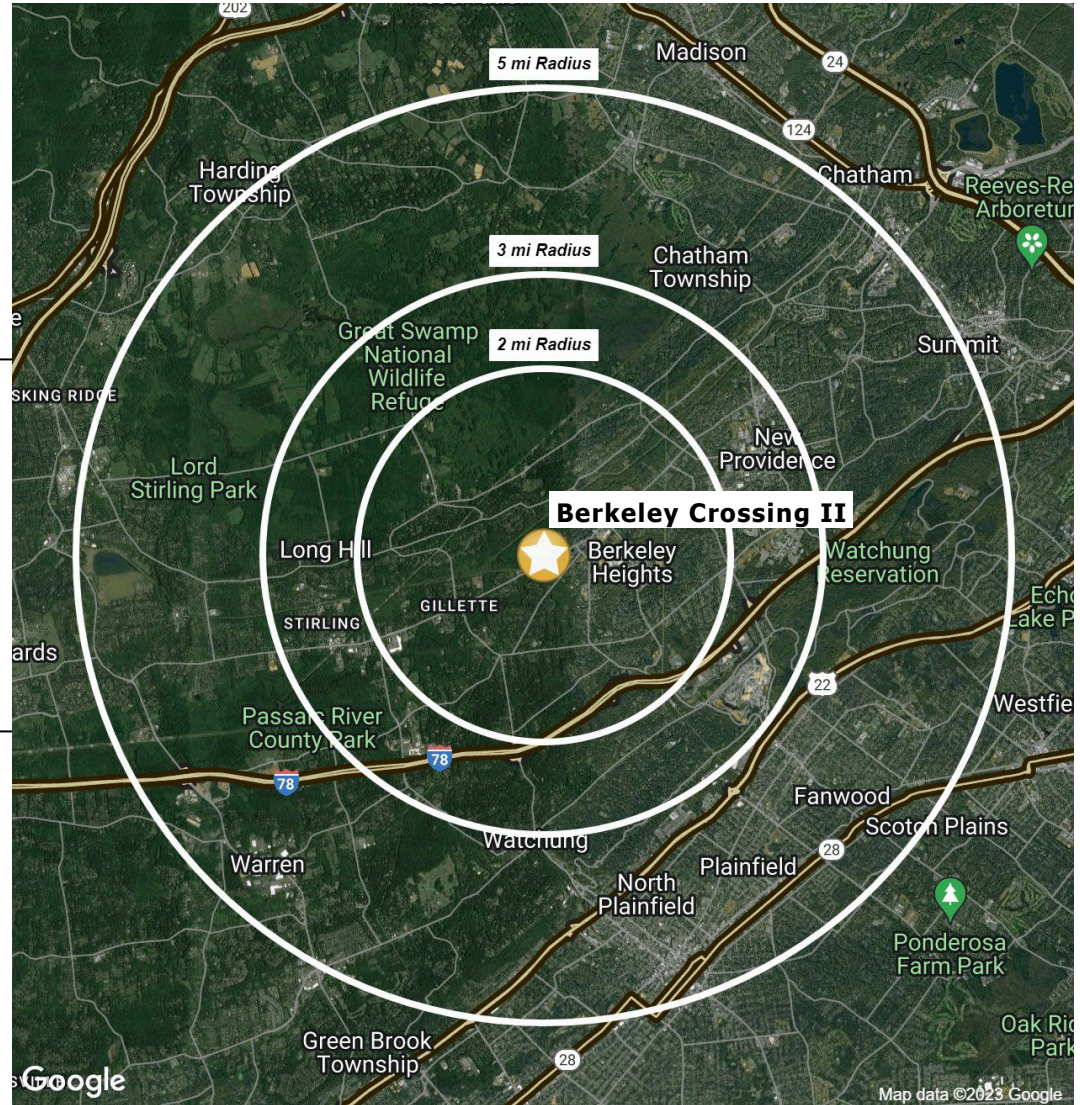 202
Madison
5 mi Radius
24
124
Harding
Township
Chatham
Reeves-Re
Arboretur
3 mi Radius
Chatham
Township
e
Great Swamp
National
Wildlife
Refuge
2 mi Radius
Summit
SKING RIDGE
New
Providence
Lord
Stirling Park
Berkeley Crossing II
Long Hill
Berkeley
Heights
Watchung
Reservation
GILLETTE
STIRLING
Echo
Lake P
ards
22
Westfie
Passaic River
County Park
78
78
Fanwood
Scotch Plains
Watchung
28
Warren
Plainfield
North
Plainfield
Ponderosa
Farm Park
Green Brook
Township
28
Oak Rid
Park
Google
Map data ©2023 Google